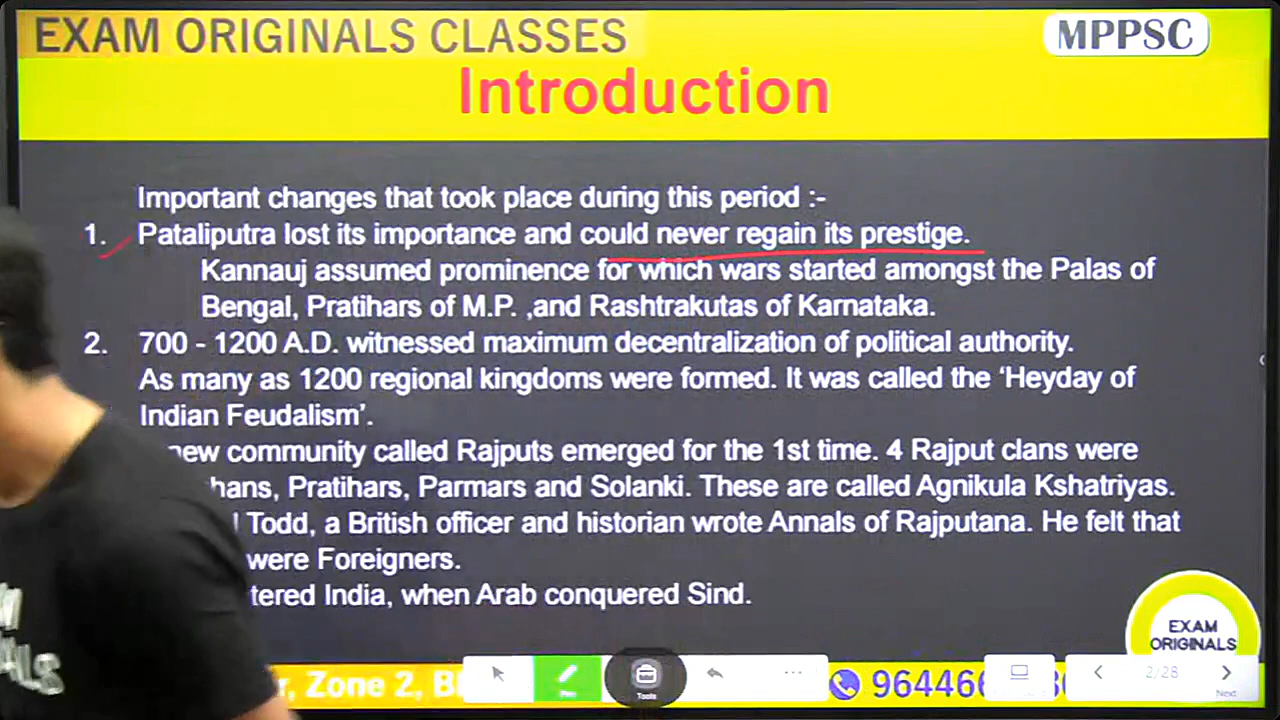 EXAM ORIGINALS CLASSES
MPPSC
Introduction
Important changes that took place during this period :-
1. Pataliputra lost its importance and could never regain its prestige.
Kannauj assumed prominence for which wars started amongst the Palas of
Bengal, Pratihars of M.P. ,and Rashtrakutas of Karnataka.
2. 700 - 1200 A.D. witnessed maximum decentralization of political authority.
As many as 1200 regional kingdoms were formed. It was called the ‘Heyday of
Indian Feudalism’.
new community called Rajputs emerged for the 1st time. 4 Rajput clans were
Pratihars, Parmars and Solanki. These are called Agnikula Kshatriyas.
Todd, a British officer and historian wrote Annals of Rajputana. He felt that
were Foreigners.
India, when Arab conquered Sind.
EXAM
ORIGINALS
Zone 2,
Pen
Tools
2/28
Next